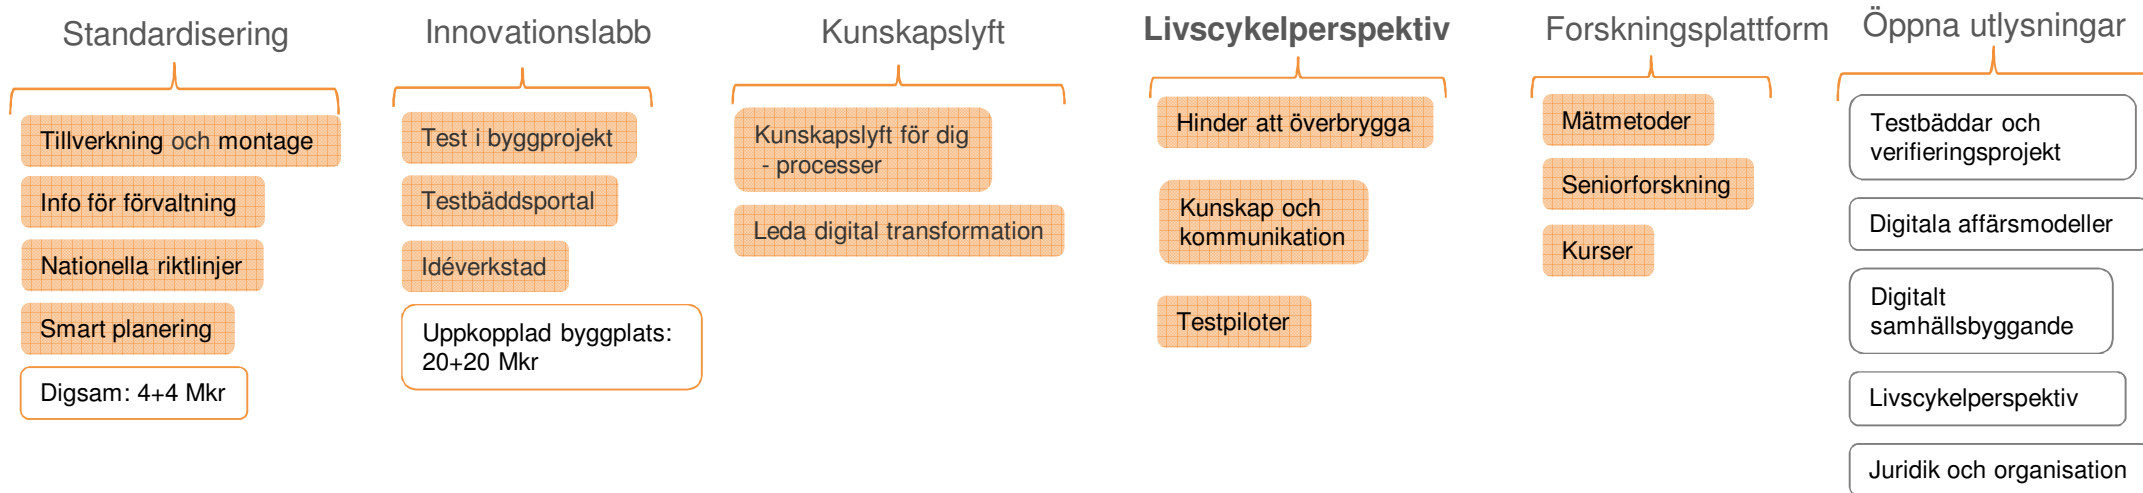 Standardisering
Tillverkning och montage
Info för förvaltning
Nationella riktlinjer
Smart planering
Digsam: 4+4 Mkr
Innovationslabb
Test i byggprojekt
Testbäddsportal
Idéverkstad
Uppkopplad byggplats:
20+20 Mkr
Kunskapslyft
Kunskapslyft för dig
- processer
Leda digital transformation
Livscykelperspektiv
Hinder att överbrygga
Kunskap och
kommunikation
Testpiloter
Forskningsplattform
Mätmetoder
Seniorforskning
Kurser
Öppna utlysningar
Testbäddar och
verifieringsprojekt
Digitala affärsmodeller
Digitalt
samhällsbyggande
Livscykelperspektiv
Juridik och organisation